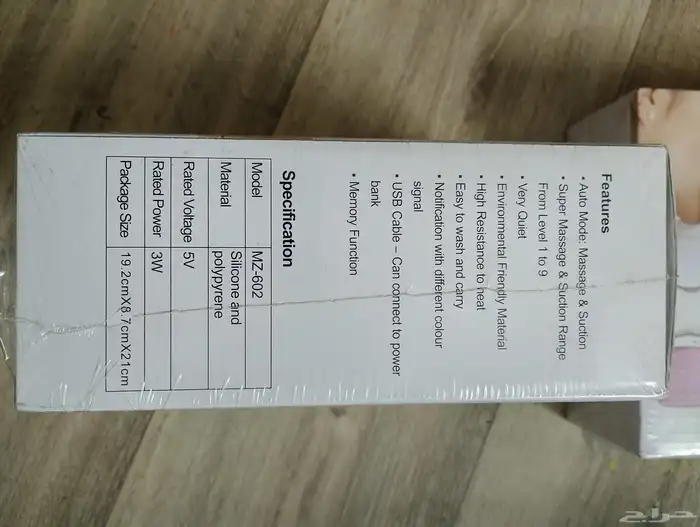 Features
• Auto Mode: Massage & Suction
• Super Massage & Suction Range
From Level 1 to 9
• Very Quiet
• Environmental Friendly Material
• High Resistance to heat
• Easy to wash and carry
• Notification with different colour
signal
• USB Cable – Can connect to power
bank
• Memory Function
Specification
Model MZ-602
Material Silicone and
polypyrene
Rated Voltage 5V
Rated Power 3W
Package Size 19.2cmX8.7cmX21cm
حراج